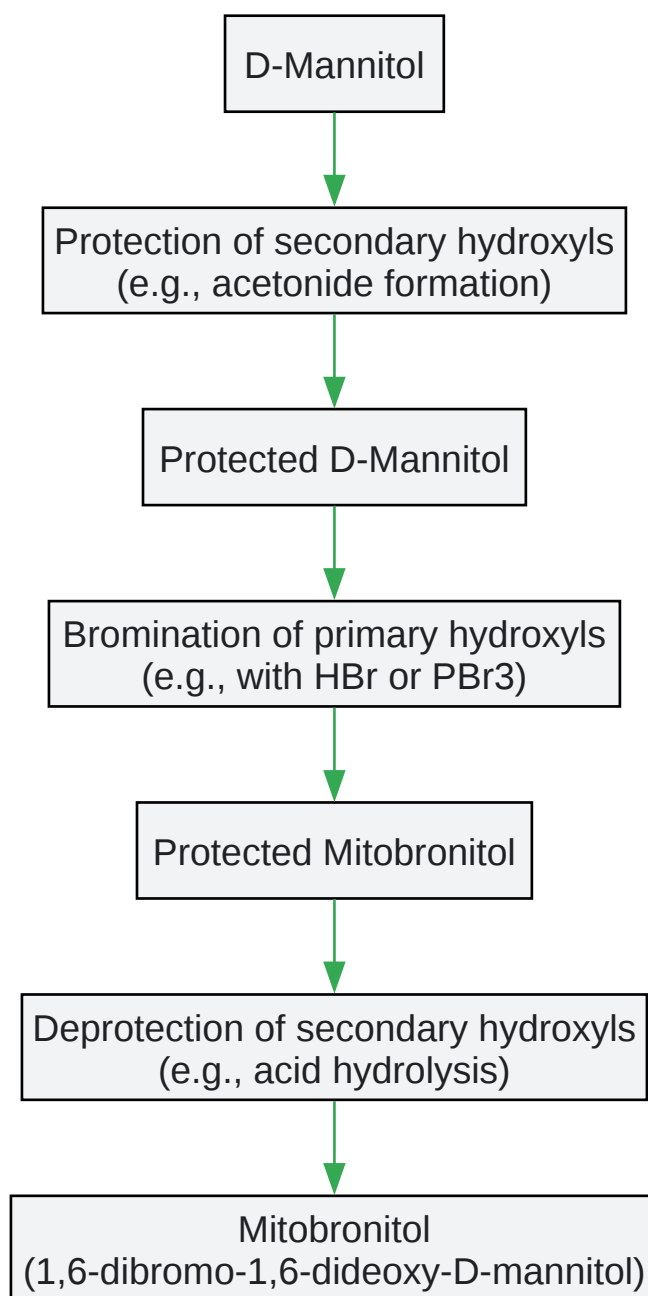 D-Mannitol
Protection of secondary hydroxyls
(e.g., acetonide formation)
Protected D-Mannitol
Bromination of primary hydroxyls
(e.g., with HBr or PBr3)
Protected Mitobronitol
Deprotection of secondary hydroxyls
(e.g., acid hydrolysis)
Mitobronitol
(1,6-dibromo-1,6-dideoxy-D-mannitol)